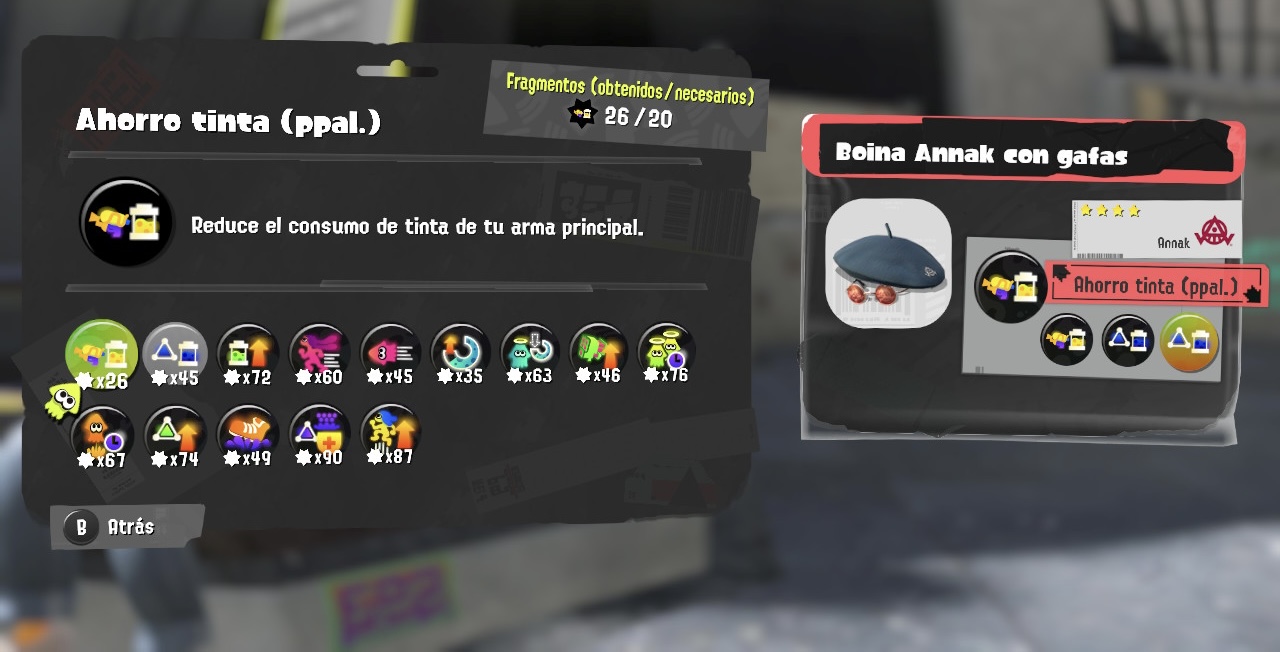 Fragmentos (obtenidos/necesarios)
26/20
Ahorro tinta (ppal.)
Reduce el consumo de tinta de tu arma principal.
x26 x45 x72 x60 x45 x35 x63 x46 x76
x67 x74 x49 x90 x87
B Atrás
Boina Annak con gafas
Annak
Ahorro tinta (ppal.)